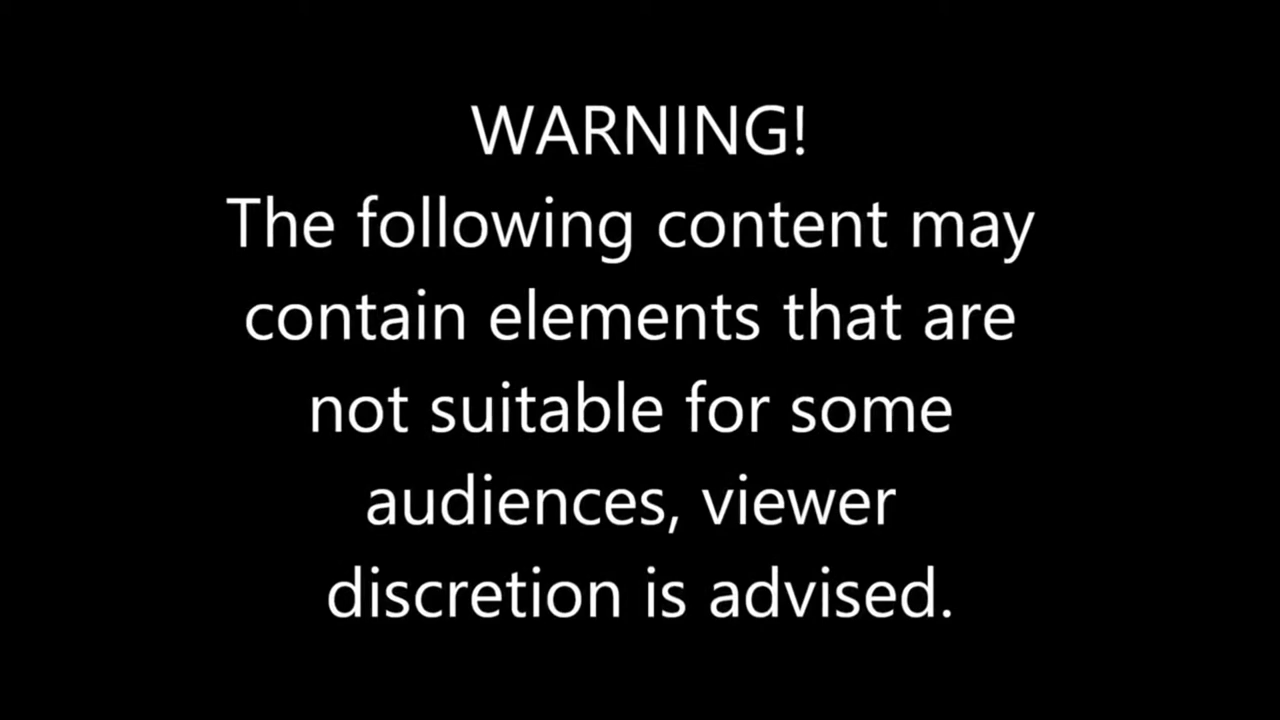 WARNING!
The following content may
contain elements that are
not suitable for some
audiences, viewer
discretion is advised.